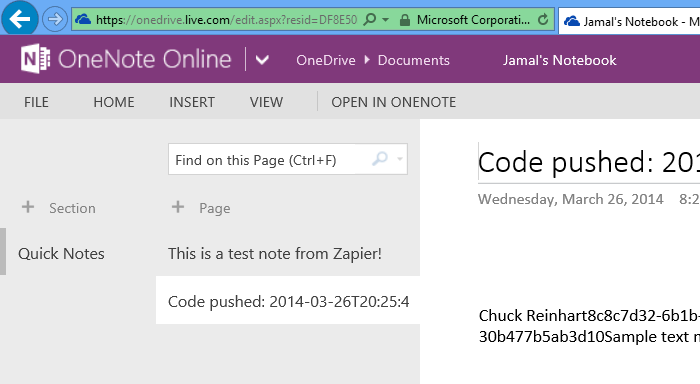 https://onedrive.live.com/edit.aspx?resid=DF8E50 Microsoft Corporati... Jamal's Notebook - M
OneNote Online OneDrive Documents Jamal's Notebook
FILE HOME INSERT VIEW OPEN IN ONENOTE
Find on this Page (Ctrl+F)
+ Section
+ Page
Quick Notes
This is a test note from Zapier!
Code pushed: 2014-03-26T20:25:4
Code pushed: 201
Wednesday, March 26, 2014 8:2
Chuck Reinhart8c8c7d32-6b1b-
30b477b5ab3d10Sample text